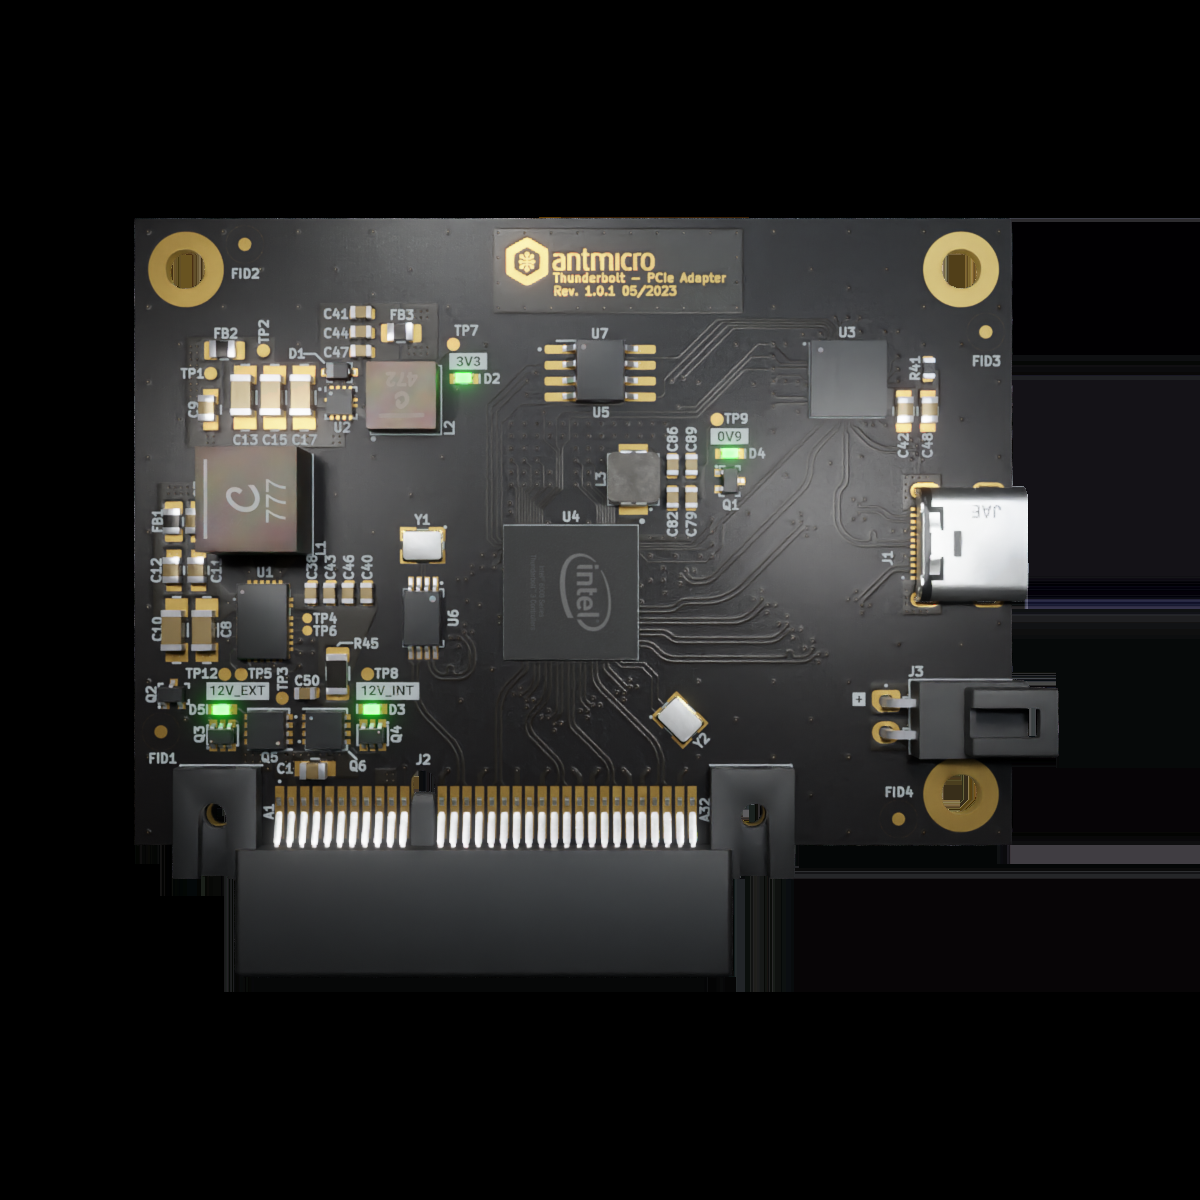 antmicro
Thunderbolt - PCIe Adapter
Rev. 1.0.1 05/2023
FID2
FID3
C41
C44
C47
FB3
FB2
TP2
D1
TP1
C9
C13
C15
C17
U2
472
L2
TP7
3V3
D2
U7
U5
U3
R41
C42
C48
TP9
0V9
D4
Q1
C86
C89
C82
C79
L3
C
777
L1
FB1
C12
U1
C38
C43
C46
C40
C10
C8
TP4
TP6
Y1
U6
U4
intel
J1
JAE
R45
TP12
TP5
TP3
C50
TP8
12V_EXT
12V_INT
Q2
D5
D3
Q3
Q5
Q6
Q4
C1
FID1
J2
A1
A32
Y2
J3
+
FID4